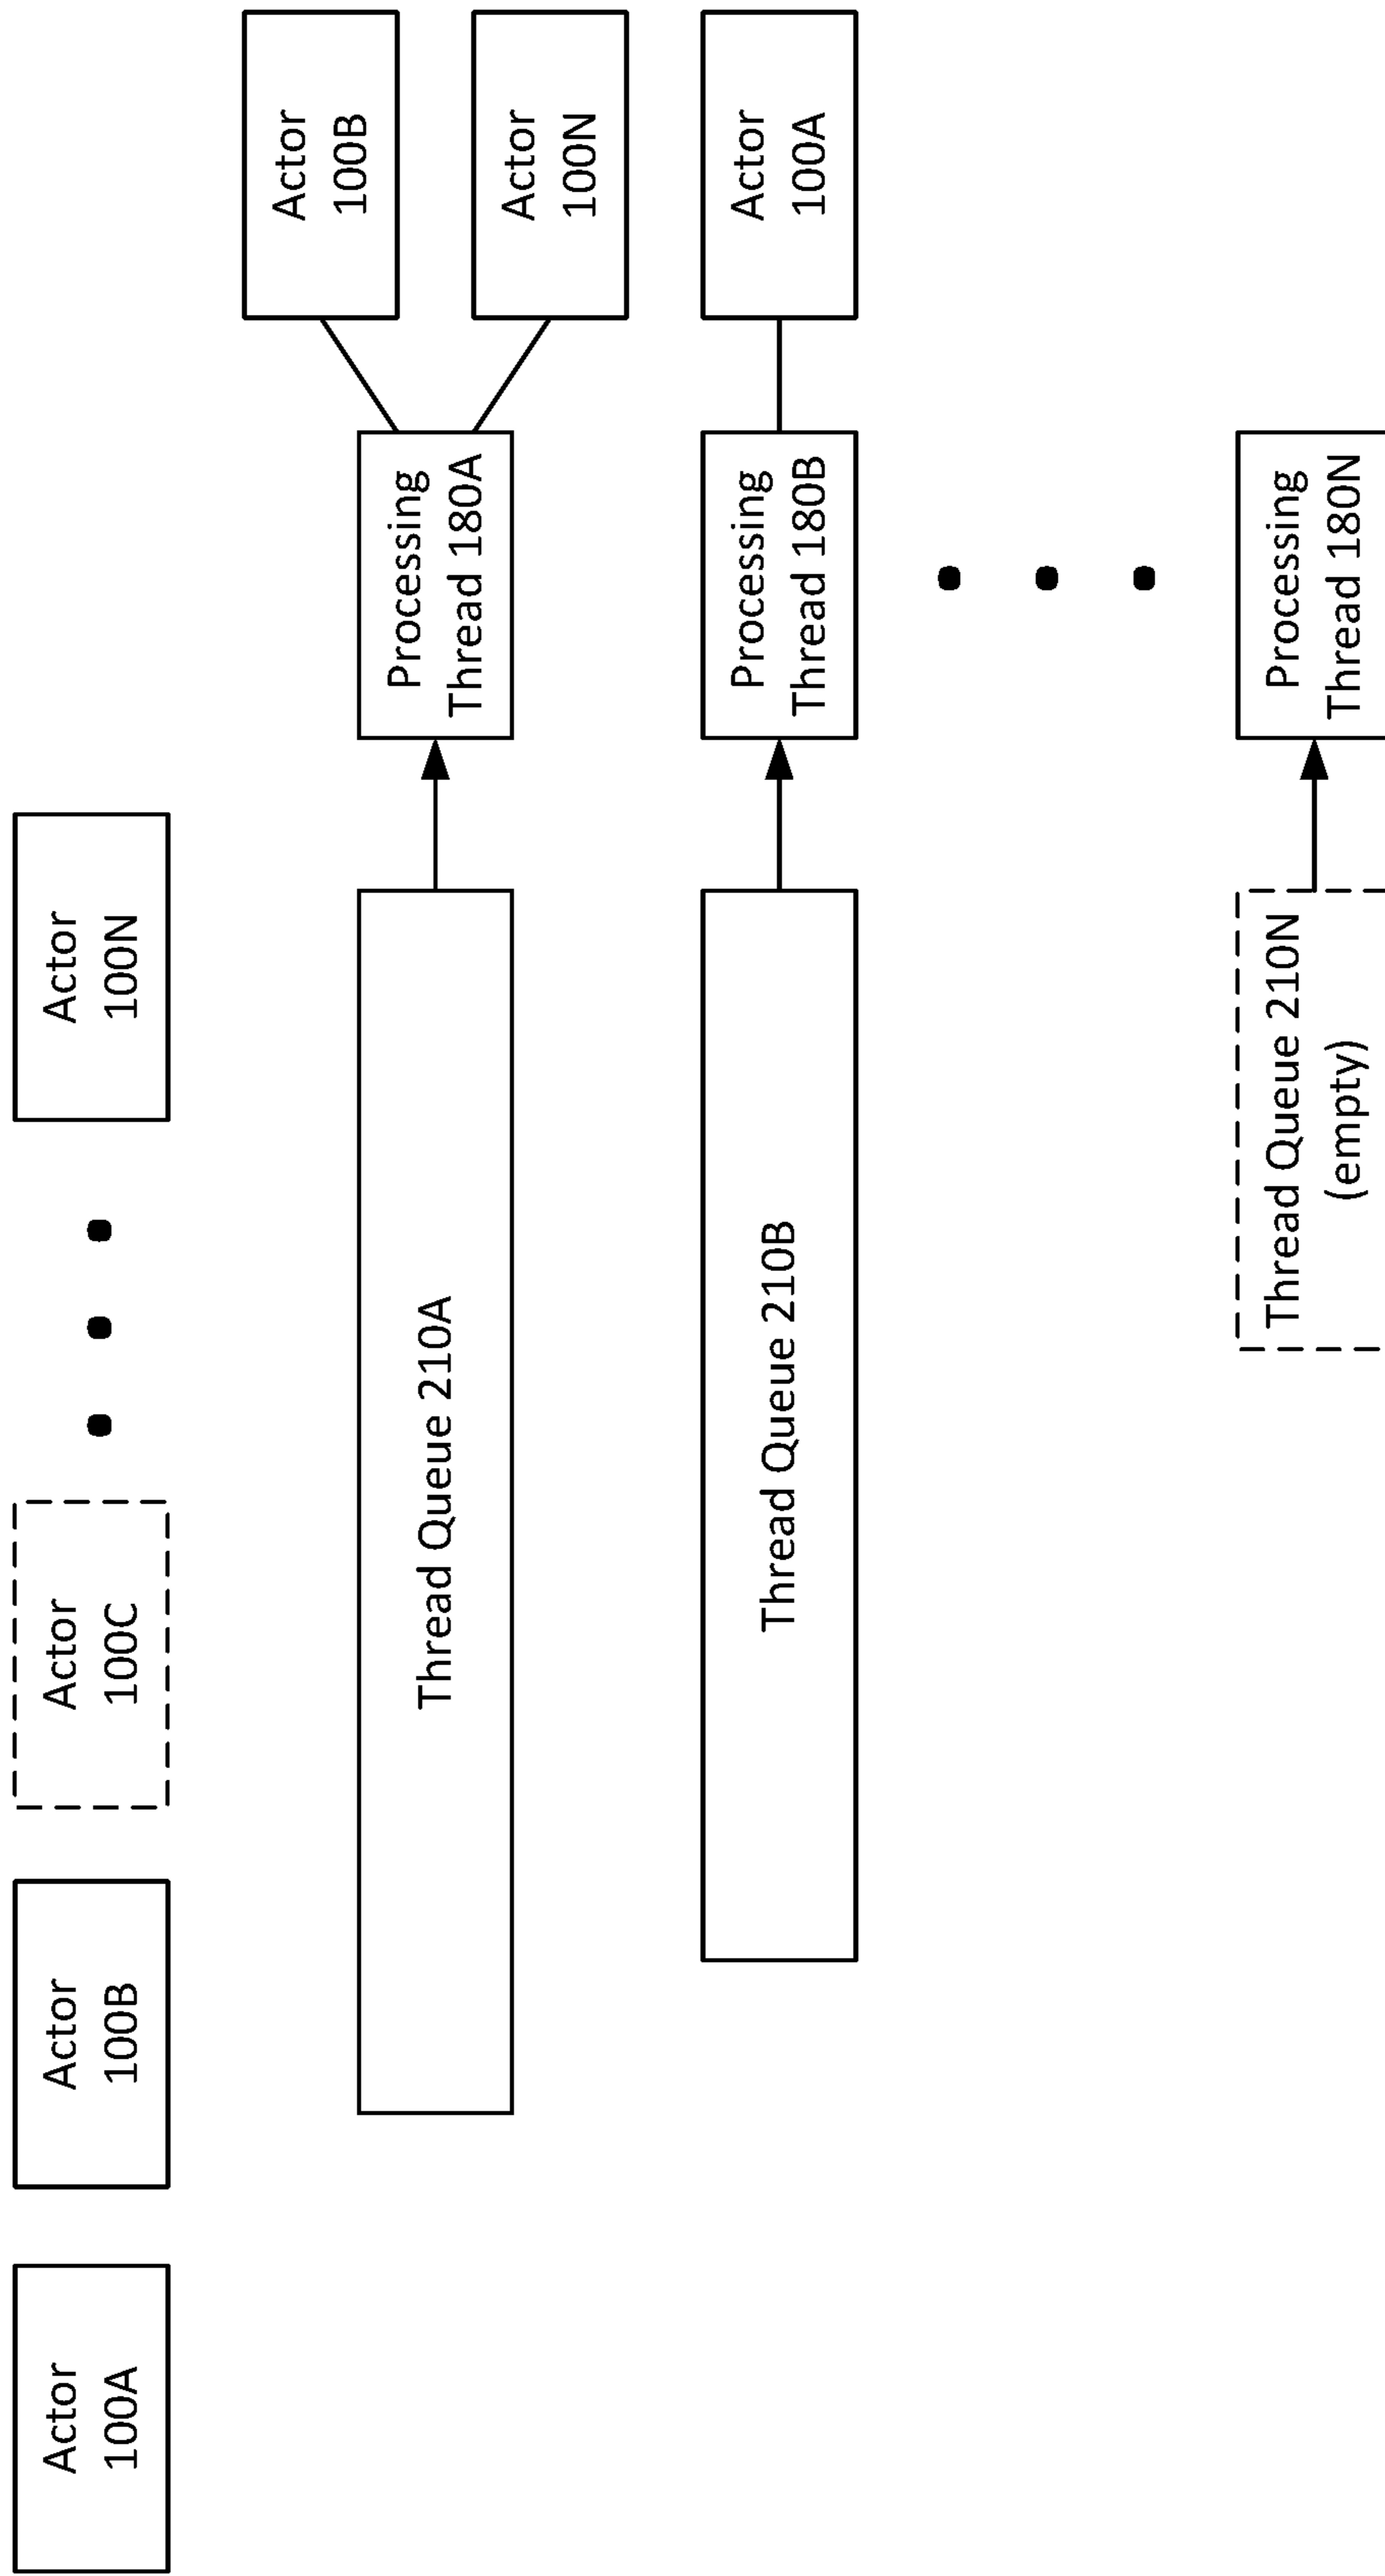 Actor
100A
Actor
100B
Actor
100C
Actor
100N
Thread Queue 210A
Processing
Thread 180A
Actor
100B
Actor
100N
Thread Queue 210B
Processing
Thread 180B
Actor
100A
Thread Queue 210N
(empty)
Processing
Thread 180N